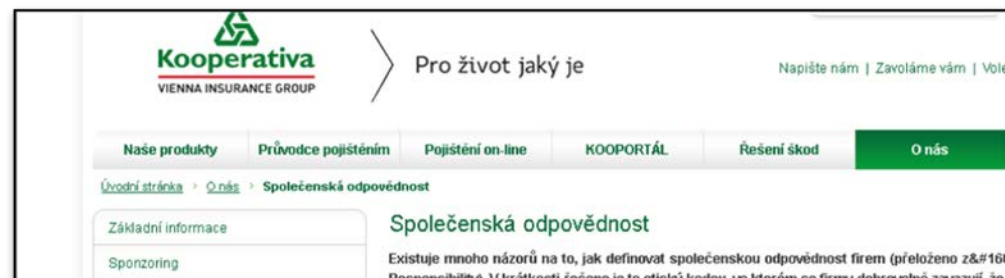 Kooperativa
VIENNA INSURANCE GROUP
Pro život jaký je
Napište nám | Zavoláme vám | Vole
Naše produkty Průvodce pojištěním Pojištění on-line KOOPORTÁL Řešení škod O nás
Úvodní stránka > O nás > Společenská odpovědnost
Základní informace
Sponzoring
Společenská odpovědnost
Existuje mnoho názorů na to, jak definovat společenskou odpovědnost firem (přeloženo z&#16